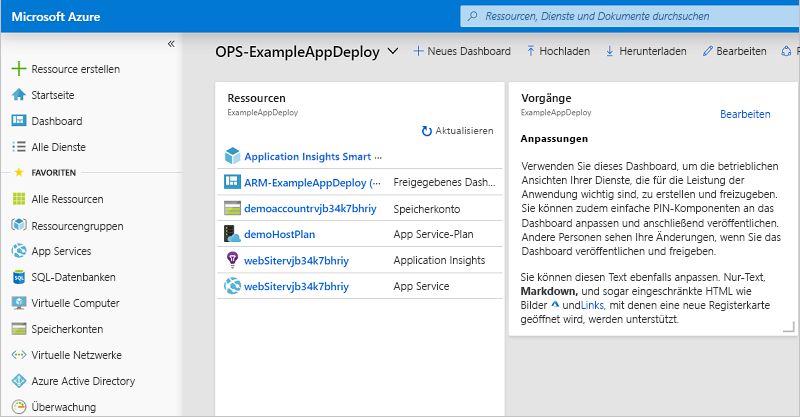 Microsoft Azure
Ressourcen, Dienste und Dokumente durchsuchen
«
Ressource erstellen
Startseite
Dashboard
Alle Dienste
FAVORITEN
Alle Ressourcen
Ressourcengruppen
App Services
SQL-Datenbanken
Virtuelle Computer
Speicherkonten
Virtuelle Netzwerke
Azure Active Directory
Überwachung
OPS-ExampleAppDeploy
Neues Dashboard
Hochladen
Herunterladen
Bearbeiten
Ressourcen
ExampleAppDeploy
Aktualisieren
Application Insights Smart ...
ARM-ExampleAppDeploy (... Freigegebenes Dash...
demoaccountrvjb34k7bhriy Speicherkonto
demoHostPlan App Service-Plan
webSitervjb34k7bhriy Application Insights
webSitervjb34k7bhriy App Service
Vorgänge
ExampleAppDeploy
Bearbeiten
Anpassungen
Verwenden Sie dieses Dashboard, um die betrieblichen
Ansichten Ihrer Dienste, die für die Leistung der
Anwendung wichtig sind, zu erstellen und freizugeben.
Sie können zudem einfache PIN-Komponenten an das
Dashboard anpassen und anschließend veröffentlichen.
Andere Personen sehen Ihre Änderungen, wenn Sie das
Dashboard veröffentlichen und freigeben.
Sie können diesen Text ebenfalls anpassen. Nur-Text,
Markdown, und sogar eingeschränkte HTML wie
Bilder undLinks, mit denen eine neue Registerkarte
geöffnet wird, werden unterstützt.